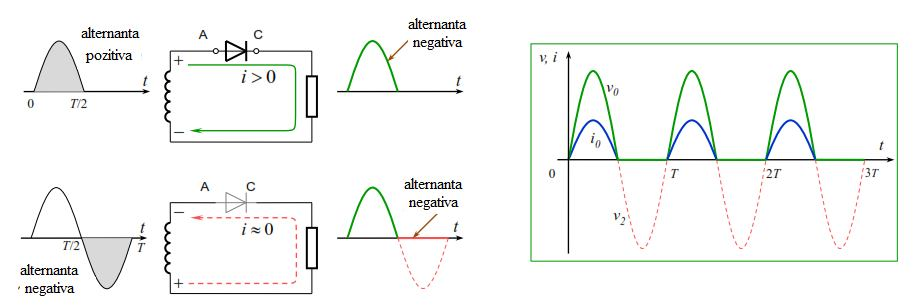 alternanta
pozitiva
t
0
T/2
A
C
+
i > 0
−
alternanta
negativa
t
v, i
v0
i0
v2
0
T
2T
3T
t
t
T/2
T
alternanta
negativa
A
C
−
i ≈ 0
+
alternanta
negativa
t